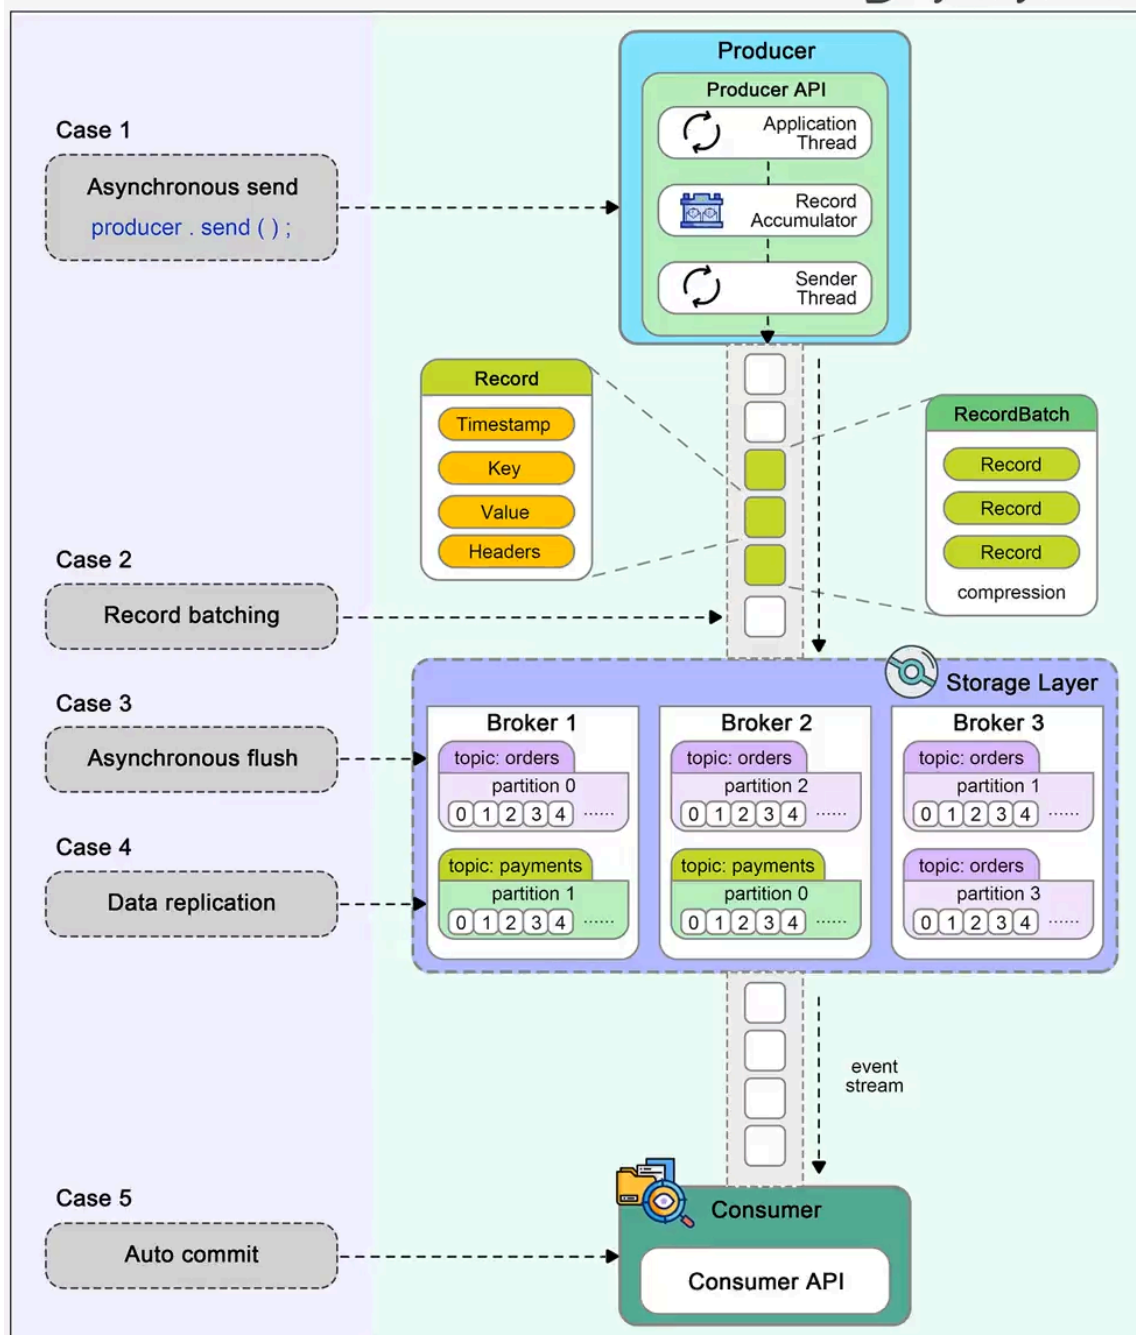 Producer
Producer API
Application
Thread
Record
Accumulator
Sender
Thread
Case 1
Asynchronous send
producer . send ( ) ;
Record
Timestamp
Key
Value
Headers
RecordBatch
Record
Record
Record
compression
Case 2
Record batching
Storage Layer
Case 3
Asynchronous flush
Case 4
Data replication
Broker 1
topic: orders
partition 0
0 1 2 3 4 ......
topic: payments
partition 1
0 1 2 3 4 ......
Broker 2
topic: orders
partition 2
0 1 2 3 4 ......
topic: payments
partition 0
0 1 2 3 4 ......
Broker 3
topic: orders
partition 1
0 1 2 3 4 ......
topic: orders
partition 3
0 1 2 3 4 ......
event
stream
Case 5
Auto commit
Consumer
Consumer API